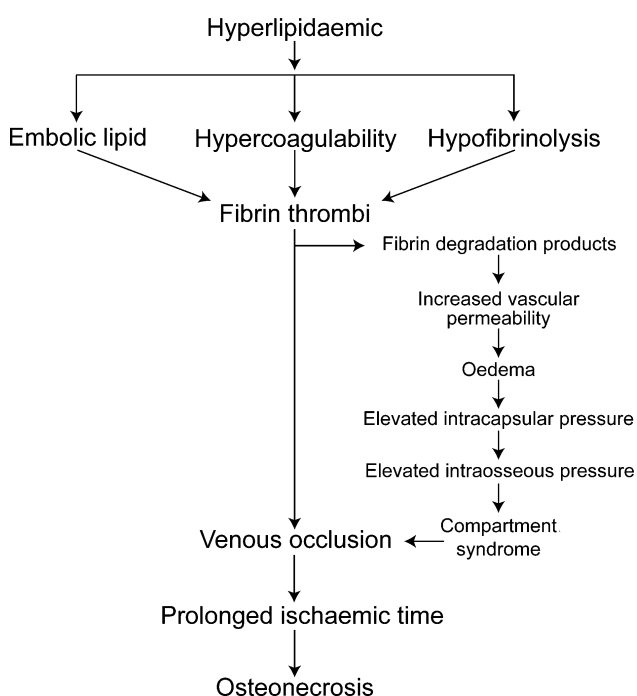 Hyperlipidaemic
Embolic lipid
Hypercoagulability
Hypofibrinolysis
Fibrin thrombi
Fibrin degradation products
Increased vascular
permeability
Oedema
Elevated intracapsular pressure
Elevated intraosseous pressure
Compartment
syndrome
Venous occlusion
Prolonged ischaemic time
Osteonecrosis